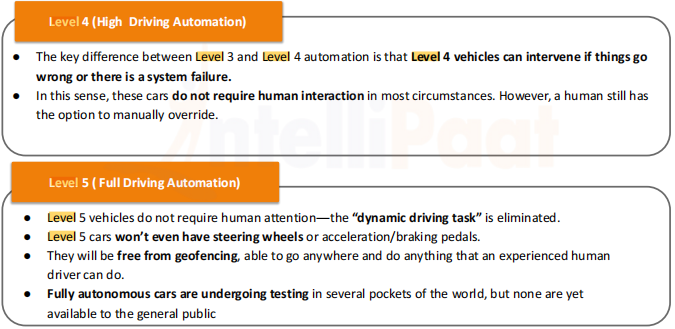 Level 4 (High Driving Automation)
● The key difference between Level 3 and Level 4 automation is that Level 4 vehicles can intervene if things go
wrong or there is a system failure.
● In this sense, these cars do not require human interaction in most circumstances. However, a human still has
the option to manually override.
intelliPaat
Level 5 ( Full Driving Automation)
● Level 5 vehicles do not require human attention—the “dynamic driving task” is eliminated.
● Level 5 cars won’t even have steering wheels or acceleration/braking pedals.
● They will be free from geofencing, able to go anywhere and do anything that an experienced human
driver can do.
● Fully autonomous cars are undergoing testing in several pockets of the world, but none are yet
available to the general public